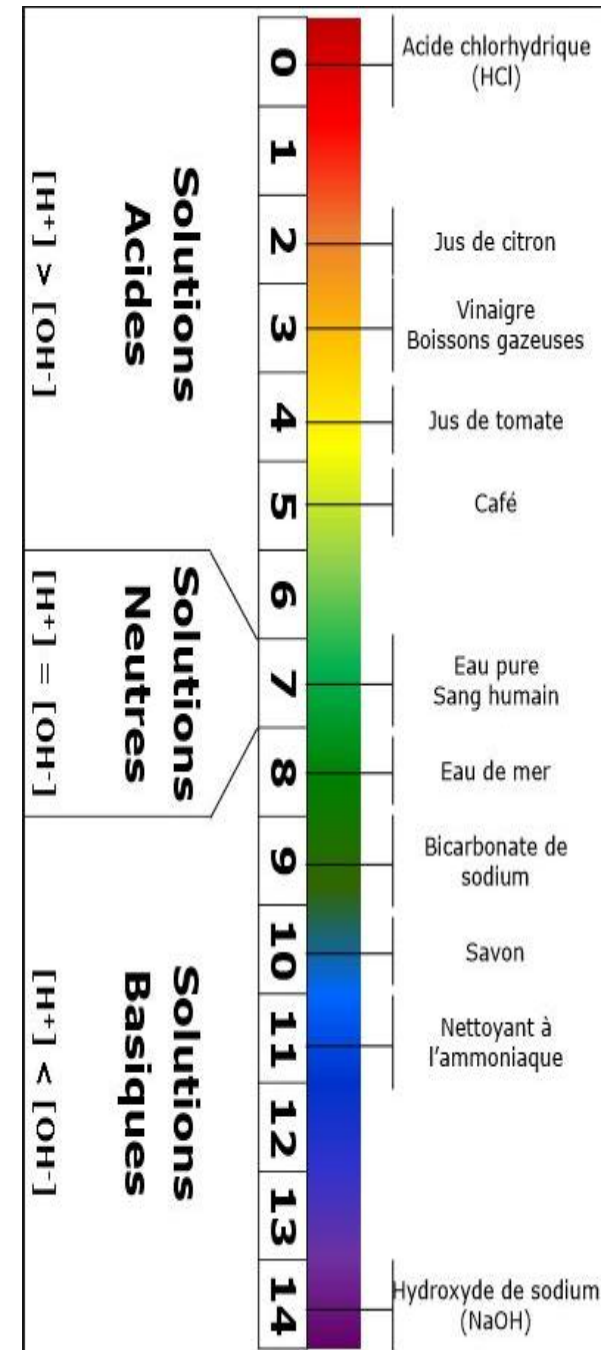 Solutions
Acides
[H⁺] > [OH⁻]
Solutions
Neutres
[H⁺] = [OH⁻]
Solutions
Basiques
[H⁺] < [OH⁻]
0
1
2
3
4
5
6
7
8
9
10
11
12
13
14
Acide chlorhydrique
(HCl)
Jus de citron
Vinaigre
Boissons gazeuses
Jus de tomate
Café
Eau pure
Sang humain
Eau de mer
Bicarbonate de
sodium
Savon
Nettoyant à
l'ammoniaque
Hydroxyde de sodium
(NaOH)